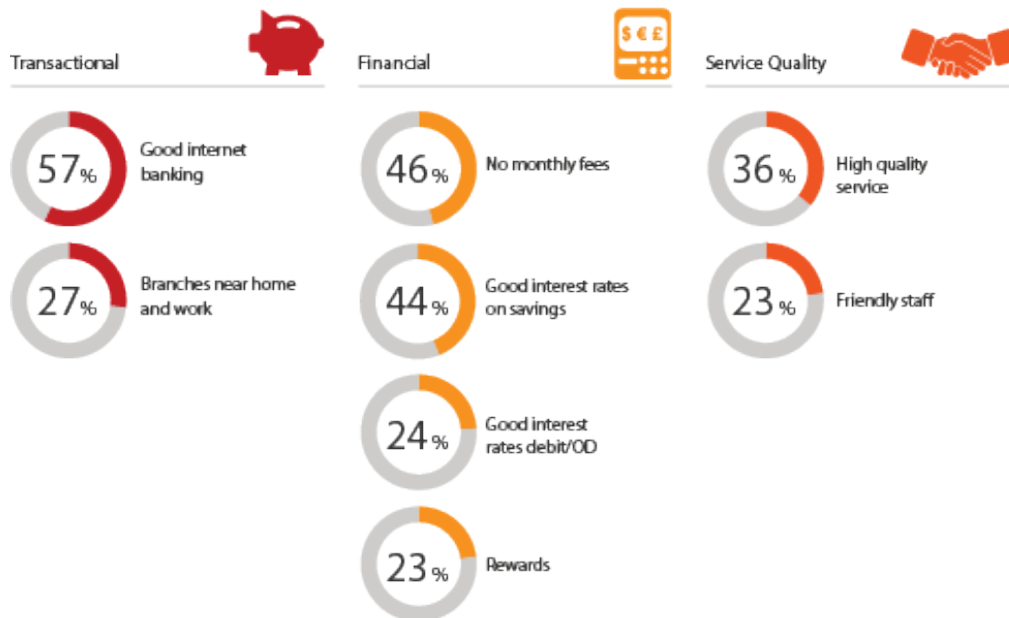 Transactional
57%
Good internet
banking
27%
Branches near home
and work
Financial
$ € £
46%
No monthly fees
44%
Good interest rates
on savings
24%
Good interest
rates debit/OD
23%
Rewards
Service Quality
36%
High quality
service
23%
Friendly staff